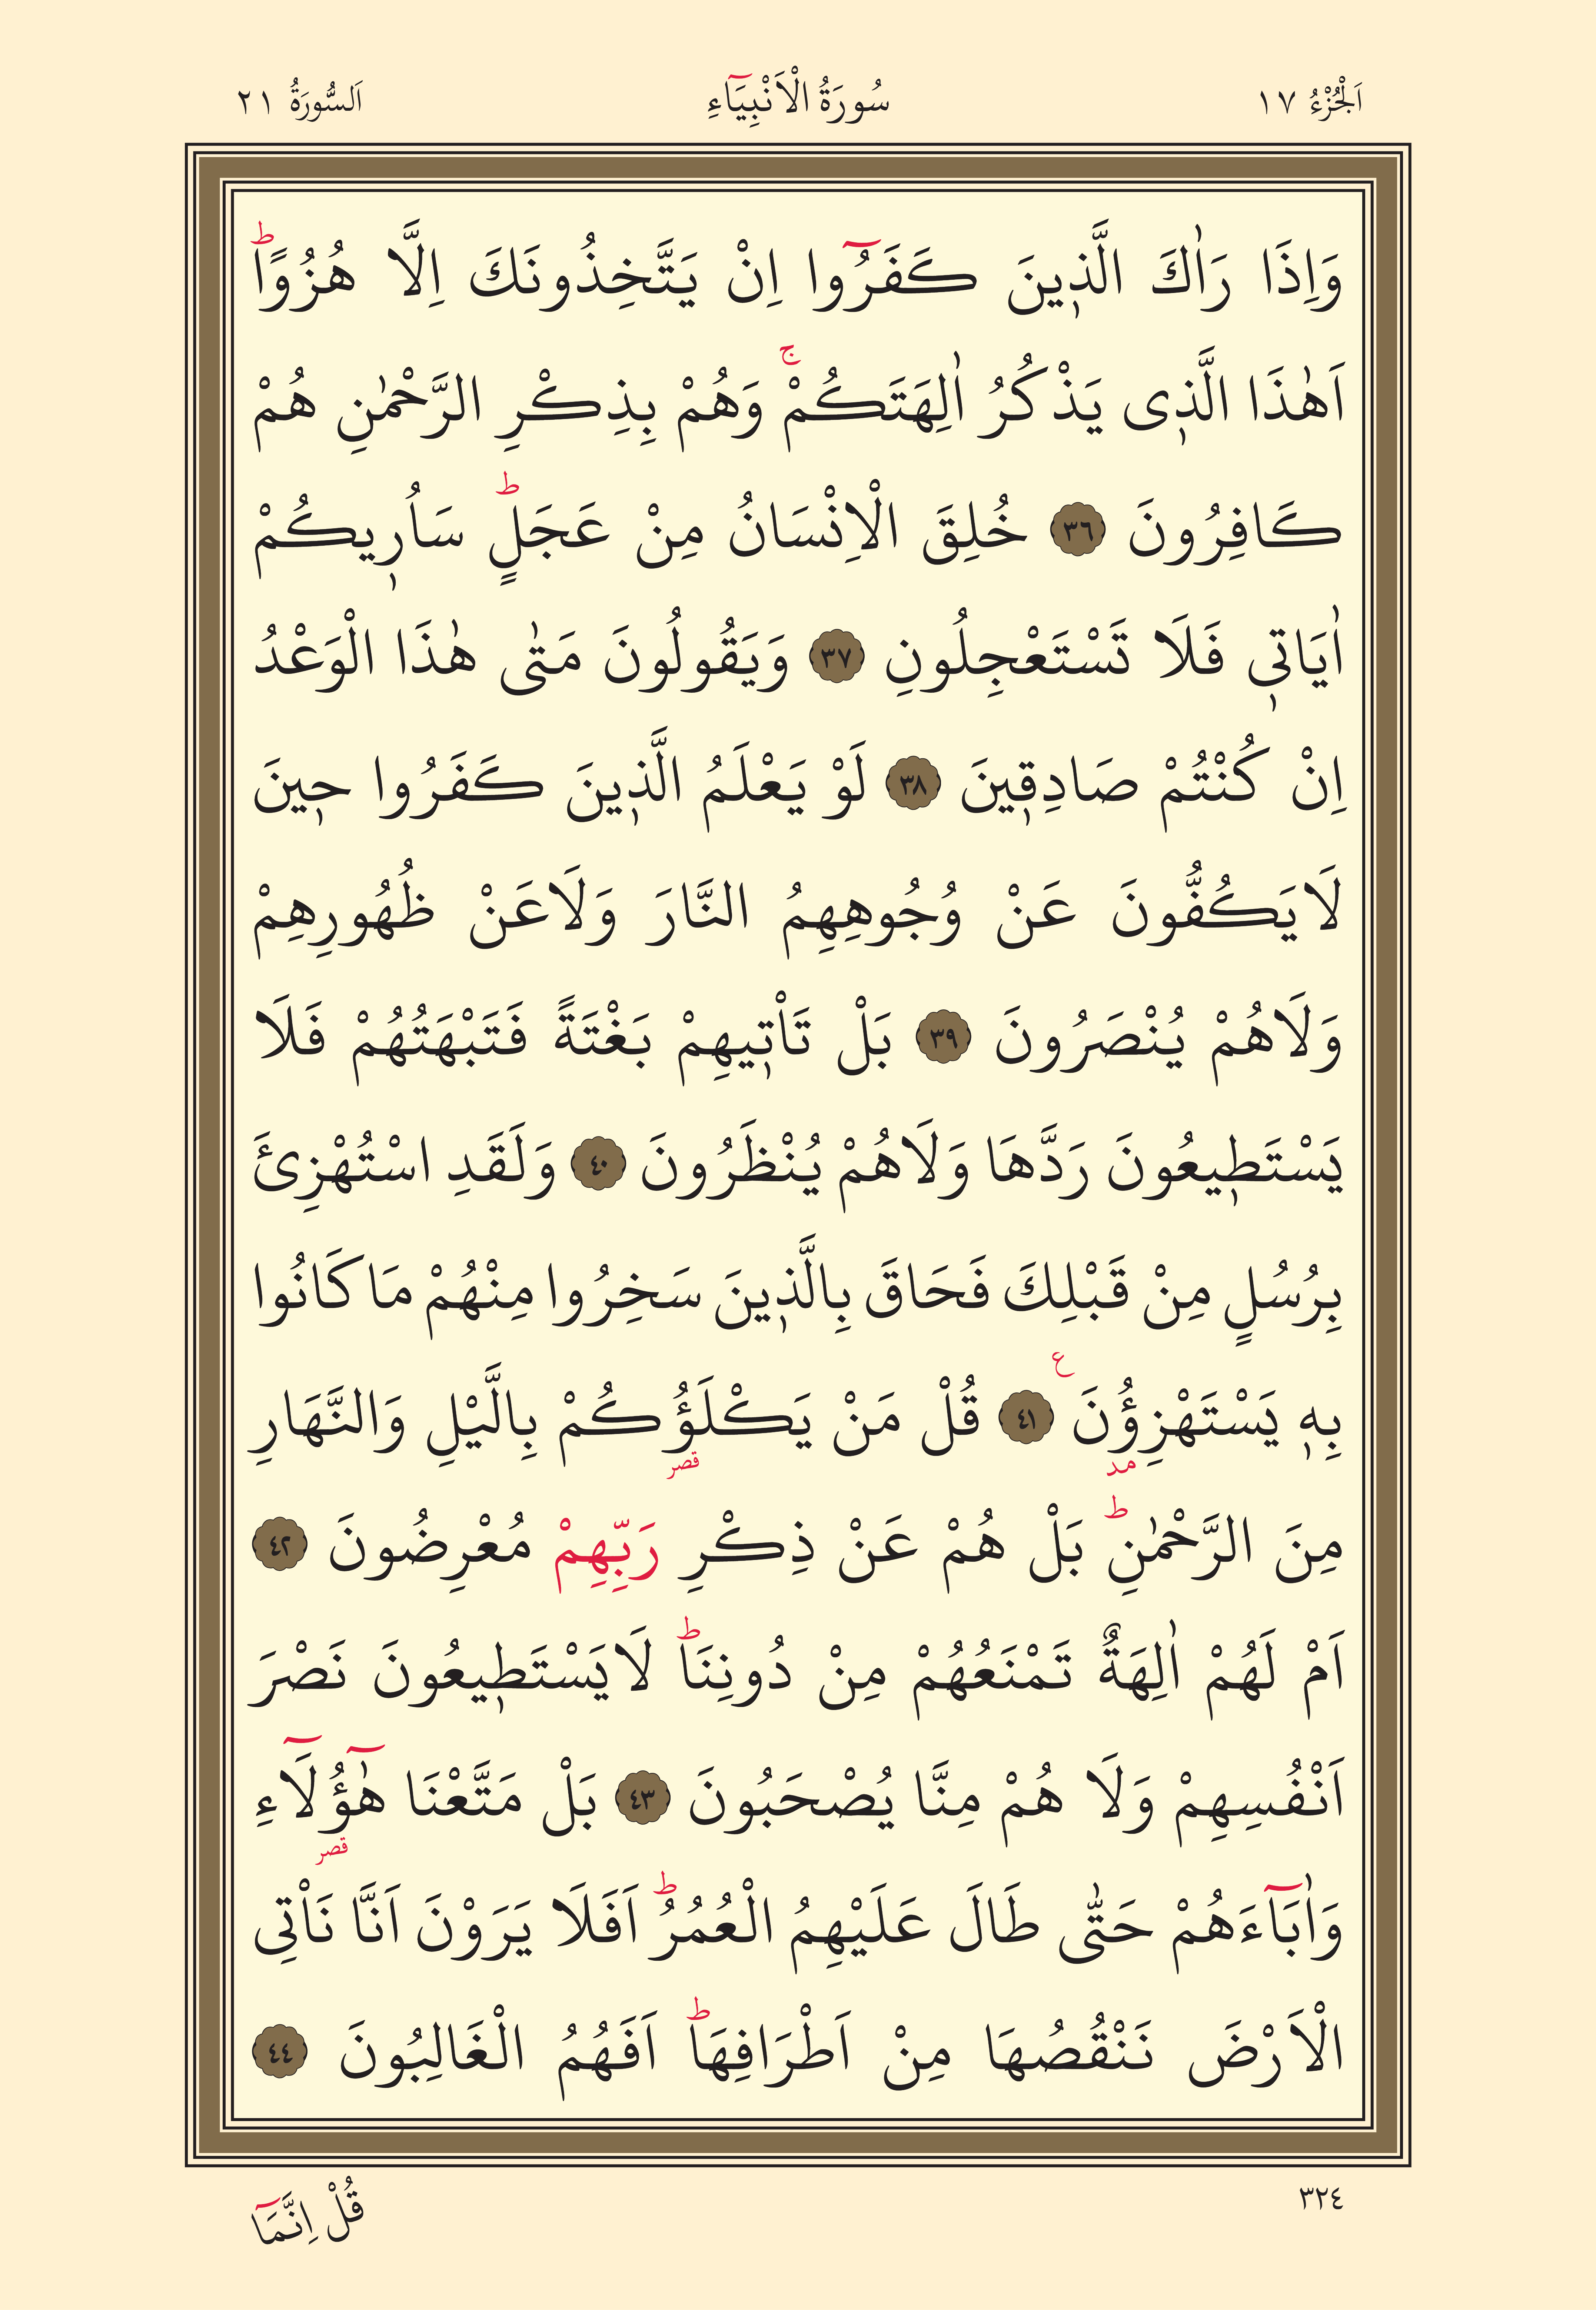 اَلْجُزْءُ ١٧ سُورَةُ الْاَنْبِيَٓاءِ اَلسُّورَةُ ٢١
وَاِذَا رَاٰكَ الَّذ۪ينَ كَفَرُٓوا اِنْ يَتَّخِذُونَكَ اِلَّا هُزُوًاۜ
اَهٰذَا الَّذ۪ى يَذْكُرُ اٰلِهَتَكُمْۚ وَهُمْ بِذِكْرِ الرَّحْمٰنِ هُمْ
كَافِرُونَ ٣٦ خُلِقَ الْاِنْسَانُ مِنْ عَجَلٍۜ سَاُر۪يكُمْ
اٰيَات۪ى فَلَا تَسْتَعْجِلُونِ ٣٧ وَيَقُولُونَ مَتٰى هٰذَا الْوَعْدُ
اِنْ كُنْتُمْ صَادِق۪ينَ ٣٨ لَوْ يَعْلَمُ الَّذ۪ينَ كَفَرُوا ح۪ينَ
لَا يَكُفُّونَ عَنْ وُجُوهِهِمُ النَّارَ وَلَا عَنْ ظُهُورِهِمْ
وَلَا هُمْ يُنْصَرُونَ ٣٩ بَلْ تَاْت۪يهِمْ بَغْتَةً فَتَبْهَتُهُمْ فَلَا
يَسْتَط۪يعُونَ رَدَّهَا وَلَا هُمْ يُنْظَرُونَ ٤٠ وَلَقَدِ اسْتُهْزِئَ
بِرُسُلٍ مِنْ قَبْلِكَ فَحَاقَ بِالَّذ۪ينَ سَخِرُوا مِنْهُمْ مَا كَانُوا
بِه۪ يَسْتَهْزِؤُ۫نَ مد ع ٤١ قُلْ مَنْ يَكْلَؤُكُمْ قصر بِالَّيْلِ وَالنَّهَارِ
مِنَ الرَّحْمٰنِۜ بَلْ هُمْ عَنْ ذِكْرِ رَبِّهِمْ مُعْرِضُونَ ٤٢
اَمْ لَهُمْ اٰلِهَةٌ تَمْنَعُهُمْ مِنْ دُونِنَاۜ لَا يَسْتَط۪يعُونَ نَصْرَ
اَنْفُسِهِمْ وَلَا هُمْ مِنَّا يُصْحَبُونَ ٤٣ بَلْ مَتَّعْنَا هٰٓؤُ۬لَٓاءِ قصر
وَاٰبَٓاءَهُمْ حَتّٰى طَالَ عَلَيْهِمُ الْعُمُرُۜ اَفَلَا يَرَوْنَ اَنَّا نَاْتِى
الْاَرْضَ نَنْقُصُهَا مِنْ اَطْرَافِهَاۜ اَفَهُمُ الْغَالِبُونَ ٤٤
٣٢٤ قُلْ اِنَّمَٓا